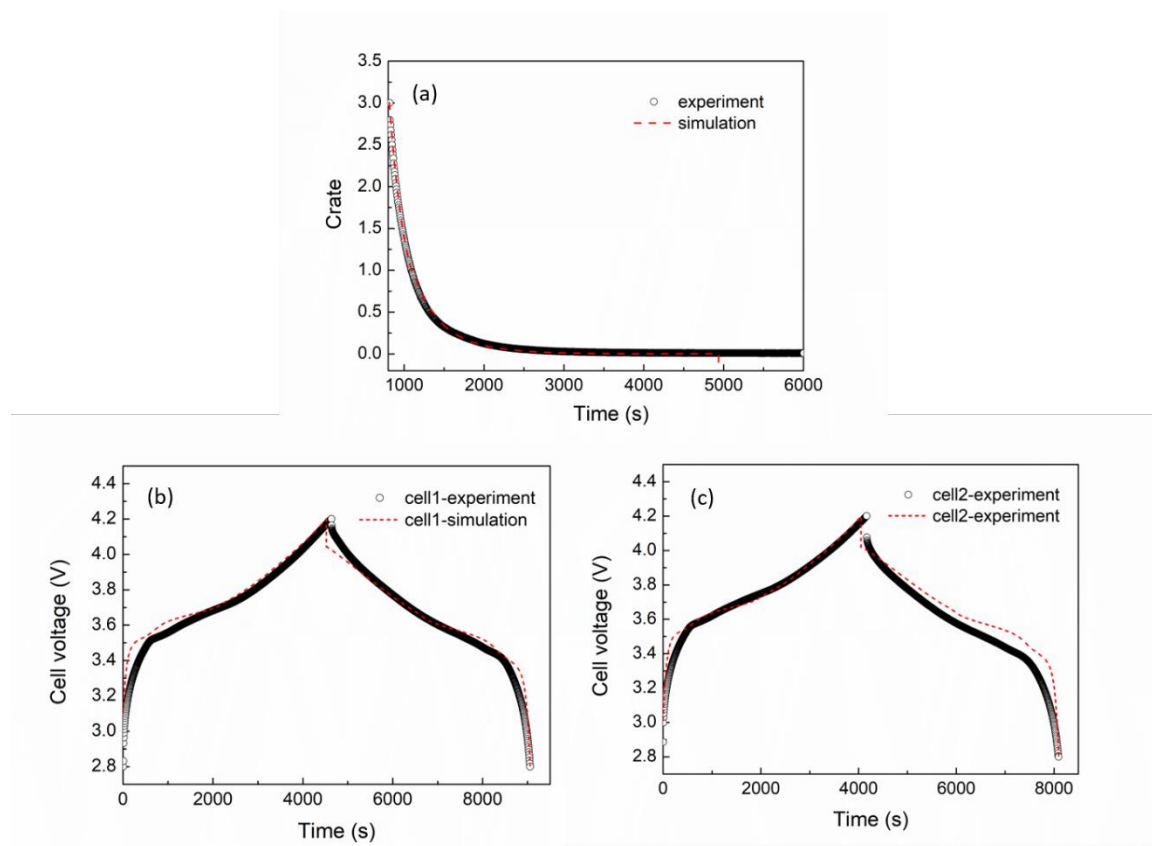 3.5
3.0
2.5
2.0
1.5
1.0
0.5
0.0
Crate
(a)
experiment
simulation
1000 2000 3000 4000 5000 6000
Time (s)
4.4
4.2
4.0
3.8
3.6
3.4
3.2
3.0
2.8
Cell voltage (V)
(b)
cell1-experiment
cell1-simulation
0 2000 4000 6000 8000
Time (s)
4.4
4.2
4.0
3.8
3.6
3.4
3.2
3.0
2.8
Cell voltage (V)
(c)
cell2-experiment
cell2-experiment
0 2000 4000 6000 8000
Time (s)